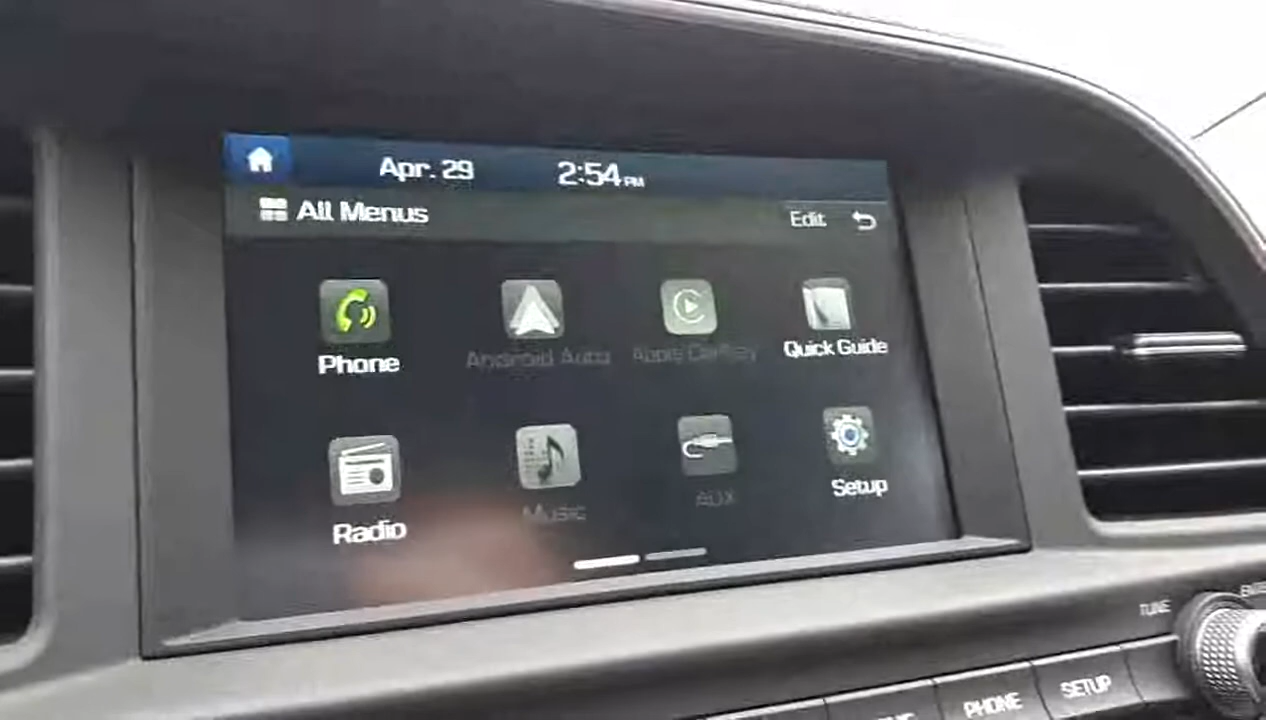 Apr. 29 2:54 PM
All Menus Edit
Phone Android Auto Apple CarPlay Quick Guide
Radio Music AUX Setup
TUNE
PHONE SETUP